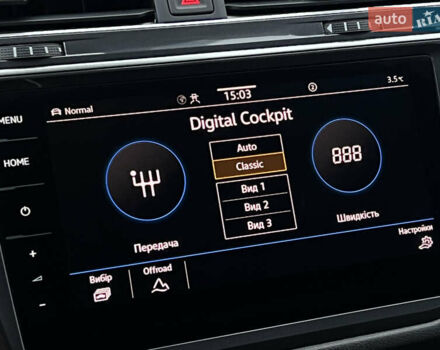 auto RIA
MENU
HOME
Normal
15:03
3.5°C
Digital Cockpit
Auto
Classic
Вид 1
Вид 2
Вид 3
888
Передача
Швидкість
Вибір
Offroad
Настройки